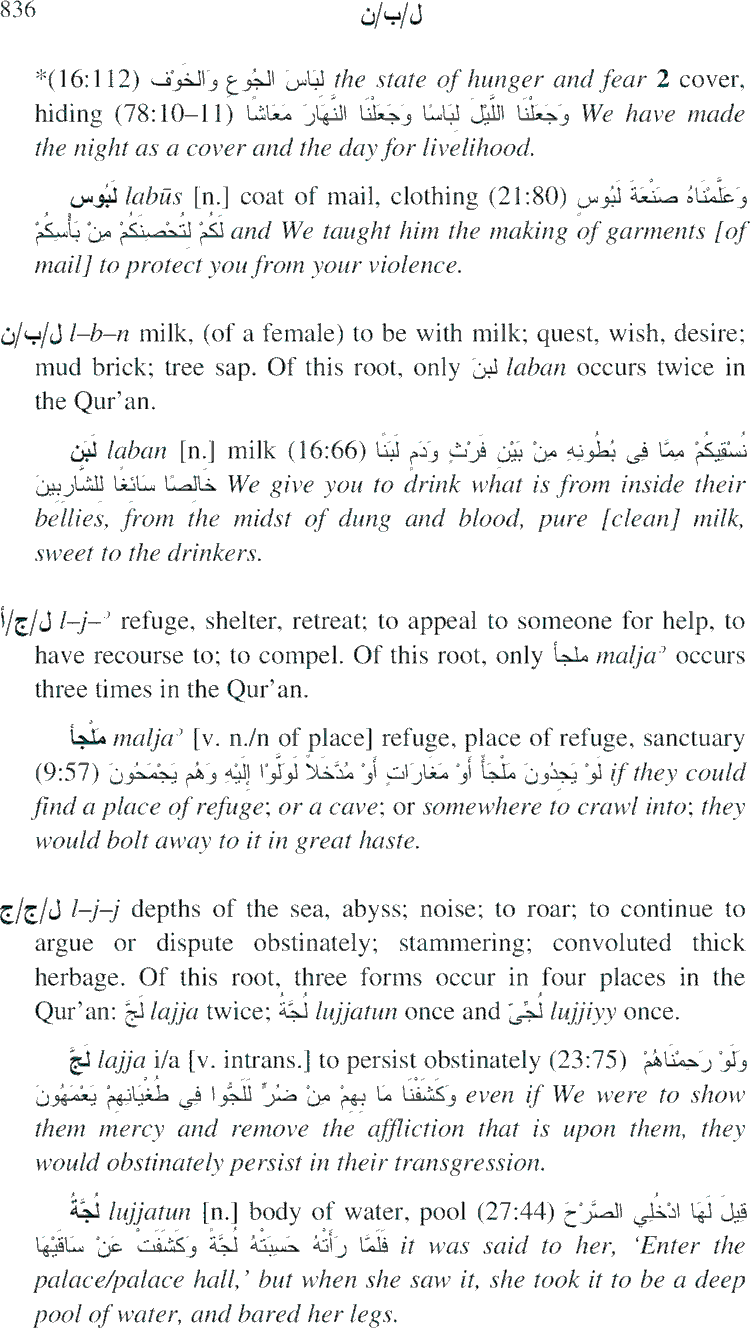 836 ل/ب/ن
*(16:112) لِبَاسَ الجُوعِ وَالخَوْفِ the state of hunger and fear 2 cover,
hiding (78:10–11) وَجَعَلْنَا اللَّيْلَ لِبَاسًا وَجَعَلْنَا النَّهَارَ مَعَاشًا We have made
the night as a cover and the day for livelihood.
لَبُوس labūs [n.] coat of mail, clothing (21:80) وَعَلَّمْنَاهُ صَنْعَةَ لَبُوسٍ
لَكُمْ لِتُحْصِنَكُمْ مِنْ بَأْسِكُمْ and We taught him the making of garments [of
mail] to protect you from your violence.
ل/ب/ن l–b–n milk, (of a female) to be with milk; quest, wish, desire;
mud brick; tree sap. Of this root, only لبنَ laban occurs twice in
the Qur’an.
لَبَن laban [n.] milk (16:66) نُسْقِيكُمْ مِمَّا فِى بُطُونِهِ مِنْ بَيْنِ فَرْثٍ وَدَمٍ لَبَنًا
خَالِصًا سَائغًا لِلشَّارِبِينَ We give you to drink what is from inside their
bellies, from the midst of dung and blood, pure [clean] milk,
sweet to the drinkers.
ل/ج/أ l–j–ʾ refuge, shelter, retreat; to appeal to someone for help, to
have recourse to; to compel. Of this root, only ملجأ maljaʾ occurs
three times in the Qur’an.
مَلْجأ maljaʾ [v. n./n of place] refuge, place of refuge, sanctuary
(9:57) لَوْ يَجِدُونَ مَلْجَأً أَوْ مَغَارَاتٍ أَوْ مُدَّخَلاً لَوَلَّوْا إِلَيْهِ وَهُم يَجْمَحُونَ if they could
find a place of refuge; or a cave; or somewhere to crawl into; they
would bolt away to it in great haste.
ل/ج/ج l–j–j depths of the sea, abyss; noise; to roar; to continue to
argue or dispute obstinately; stammering; convoluted thick
herbage. Of this root, three forms occur in four places in the
Qur’an: لَجَّ lajja twice; لُجَّةُ lujjatun once and لُجِّىّ lujjiyy once.
لَجَّ lajja i/a [v. intrans.] to persist obstinately (23:75) وَلَوْ رَحِمْنَاهُمْ
وَكَشَفْنَا مَا بِهِمْ مِنْ ضُرٍّ لَلَجُّوا فِي طُغْيَانِهِمْ يَعْمَهُونَ even if We were to show
them mercy and remove the affliction that is upon them, they
would obstinately persist in their transgression.
لُجَّةُ lujjatun [n.] body of water, pool (27:44) قِيلَ لَهَا ادْخُلِي الصَّرْحَ
فَلَمَّا رَأَتْهُ حَسِبَتْهُ لُجَّةً وَكَشَفَتْ عَنْ سَاقَيْهَا it was said to her, ‘Enter the
palace/palace hall,’ but when she saw it, she took it to be a deep
pool of water, and bared her legs.